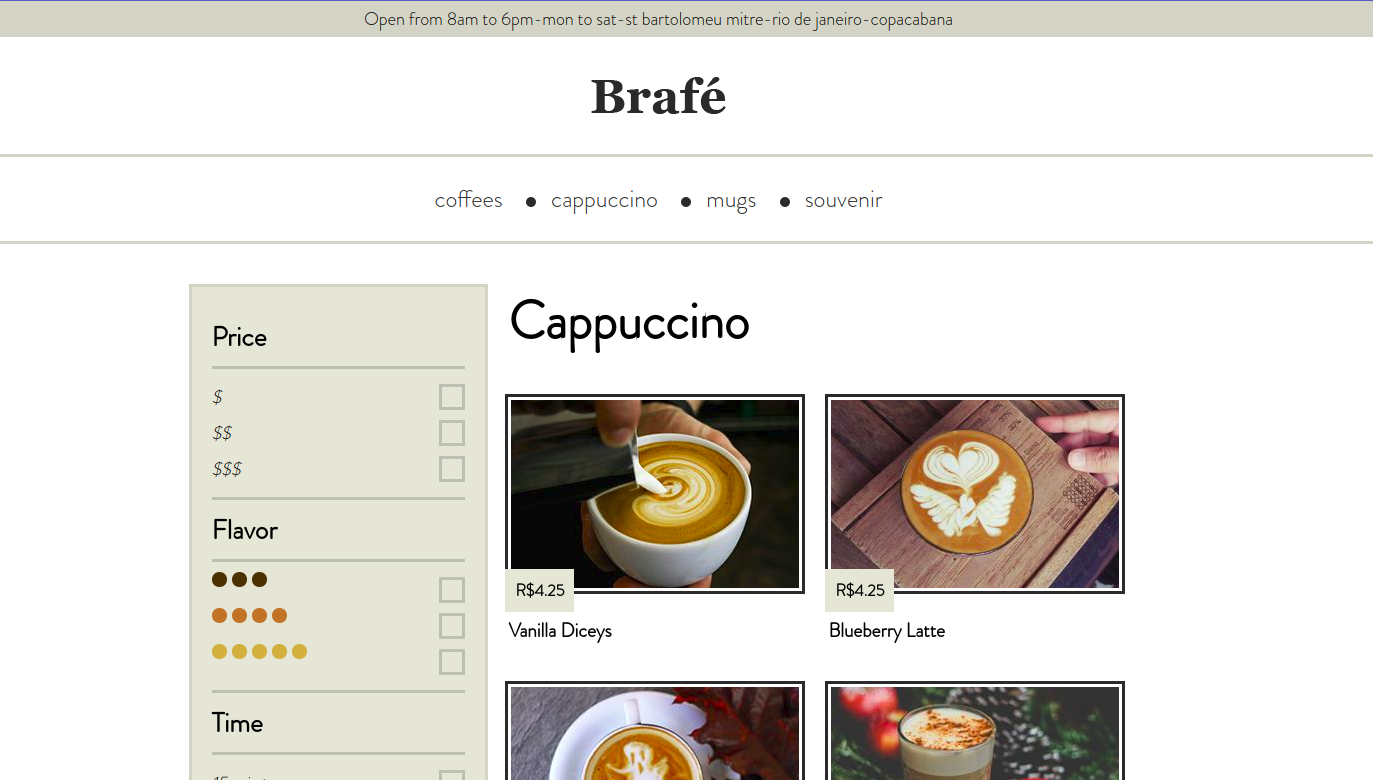 Open from 8am to 6pm-mon to sat-st bartolomeu mitre-rio de janeiro-copacabana
Brafé
coffees • cappuccino • mugs • souvenir
Price
$
$$
$$$
Flavor
Time
Cappuccino
R$4.25
Vanilla Diceys
R$4.25
Blueberry Latte